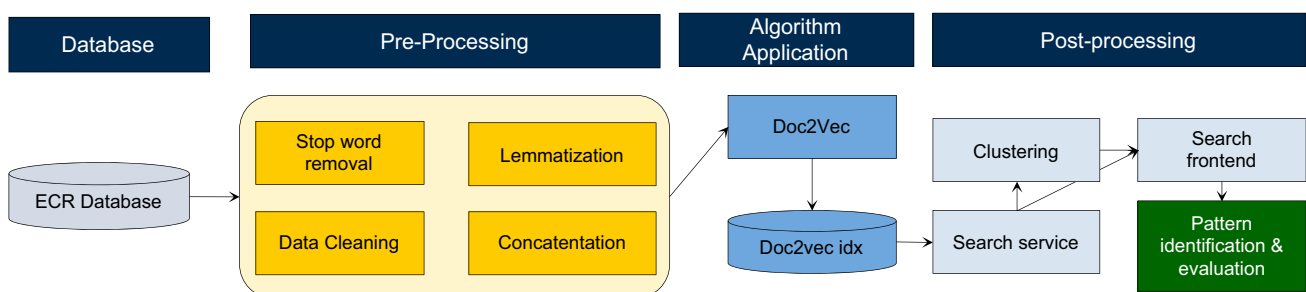 Database
Pre-Processing
Algorithm
Application
Post-processing
ECR Database
Stop word
removal
Lemmatization
Data Cleaning
Concatentation
Doc2Vec
Doc2vec idx
Clustering
Search
frontend
Search service
Pattern
identification &
evaluation